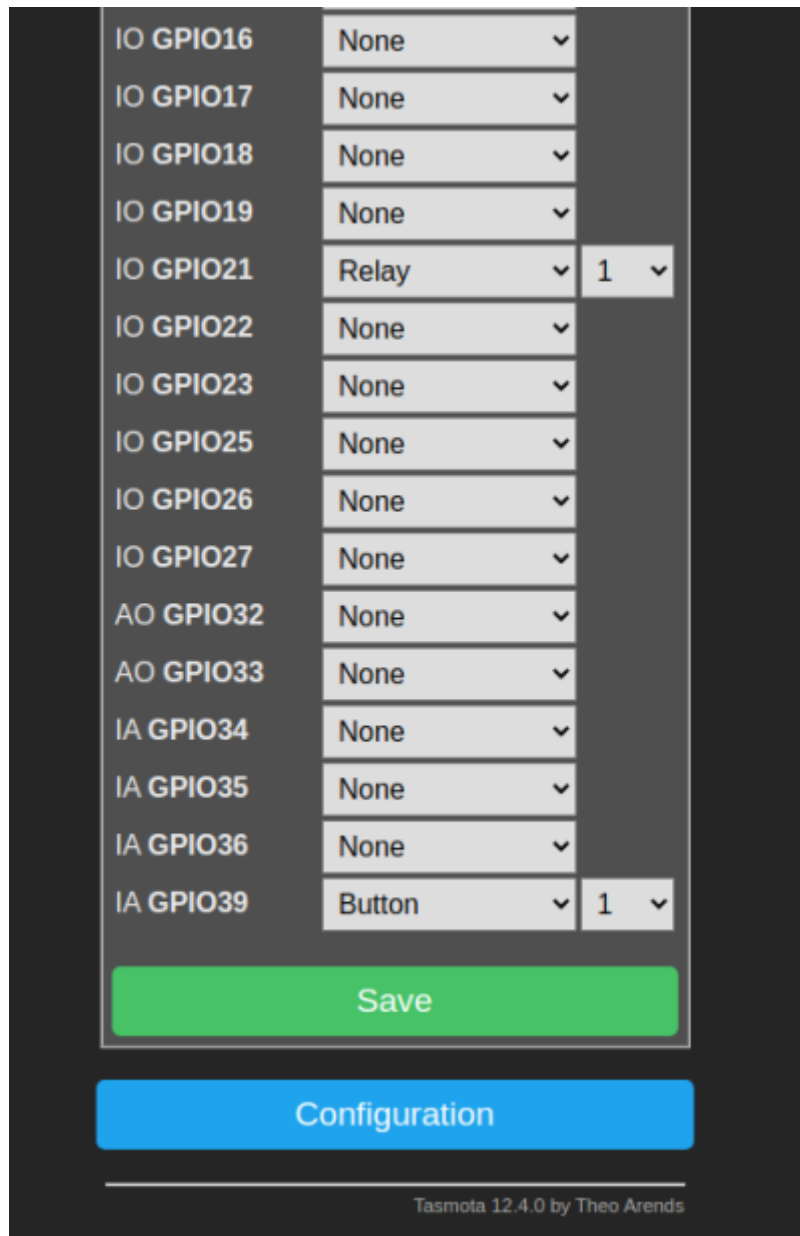 IO GPIO16 None
IO GPIO17 None
IO GPIO18 None
IO GPIO19 None
IO GPIO21 Relay 1
IO GPIO22 None
IO GPIO23 None
IO GPIO25 None
IO GPIO26 None
IO GPIO27 None
AO GPIO32 None
AO GPIO33 None
IA GPIO34 None
IA GPIO35 None
IA GPIO36 None
IA GPIO39 Button 1
Save
Configuration
Tasmota 12.4.0 by Theo Arends